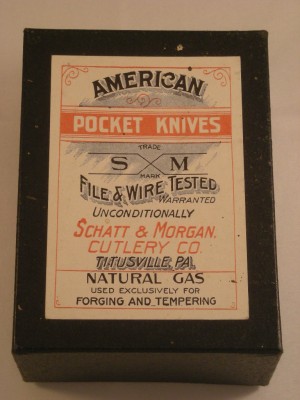 AMERICAN
POCKET KNIVES
TRADE
S M
MARK
FILE & WIRE TESTED
WARRANTED
UNCONDITIONALLY
SCHATT & MORGAN.
CUTLERY CO.
TITUSVILLE, PA.
NATURAL GAS
USED EXCLUSIVELY FOR
FORGING AND TEMPERING